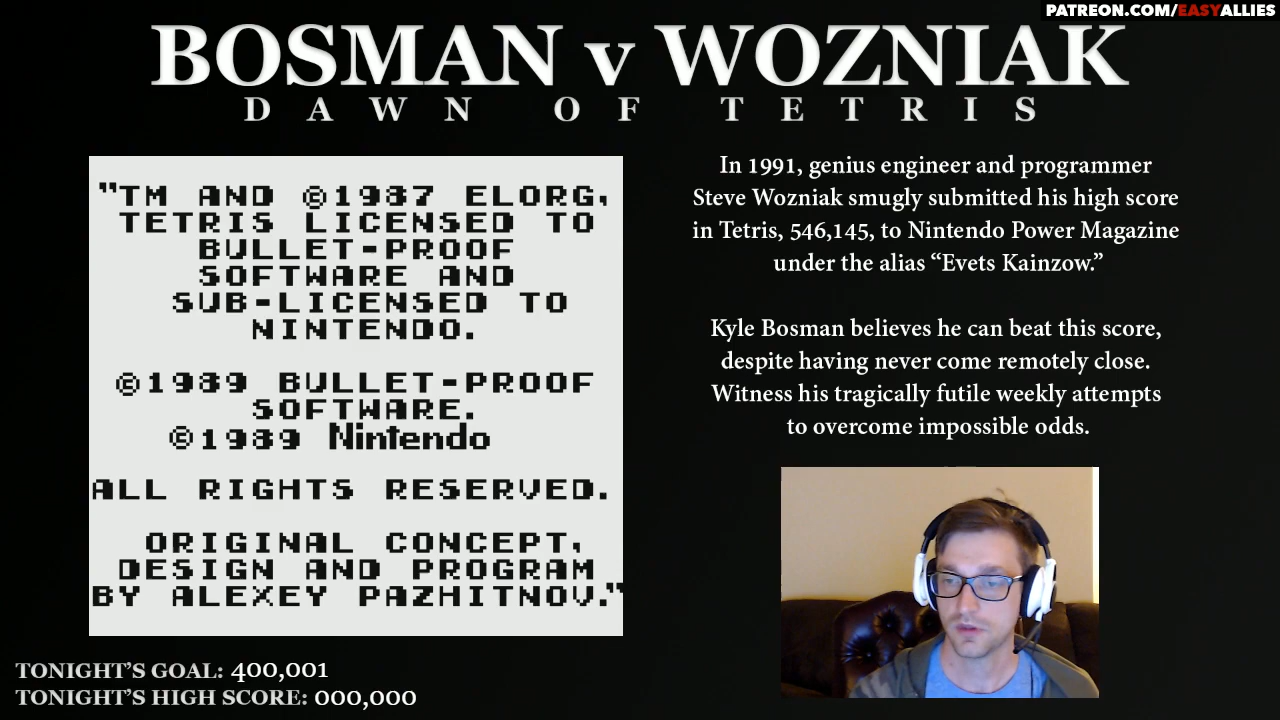 PATREON.COM/EASYALLIES
BOSMAN v WOZNIAK
DAWN OF TETRIS
"TM AND ©1987 ELORG,
TETRIS LICENSED TO
BULLET-PROOF
SOFTWARE AND
SUB-LICENSED TO
NINTENDO.
©1989 BULLET-PROOF
SOFTWARE.
©1989 Nintendo
ALL RIGHTS RESERVED.
ORIGINAL CONCEPT,
DESIGN AND PROGRAM
BY ALEXEY PAZHITNOV."
In 1991, genius engineer and programmer
Steve Wozniak smugly submitted his high score
in Tetris, 546,145, to Nintendo Power Magazine
under the alias “Evets Kainzow.”
Kyle Bosman believes he can beat this score,
despite having never come remotely close.
Witness his tragically futile weekly attempts
to overcome impossible odds.
TONIGHT’S GOAL: 400,001
TONIGHT’S HIGH SCORE: 000,000